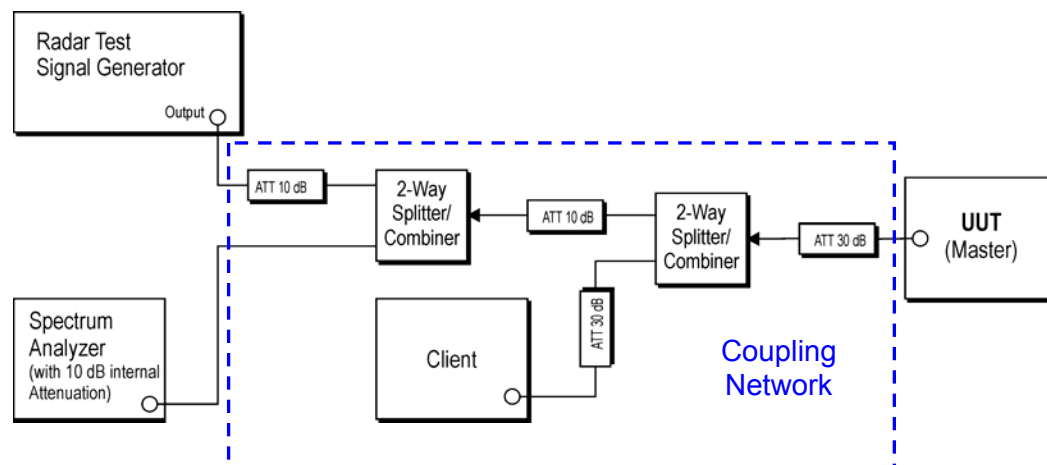 Radar Test
Signal Generator
Output
ATT 10 dB
2-Way
Splitter/
Combiner
ATT 10 dB
2-Way
Splitter/
Combiner
ATT 30 dB
UUT
(Master)
Spectrum
Analyzer
(with 10 dB internal
Attenuation)
Client
ATT 30 dB
Coupling
Network